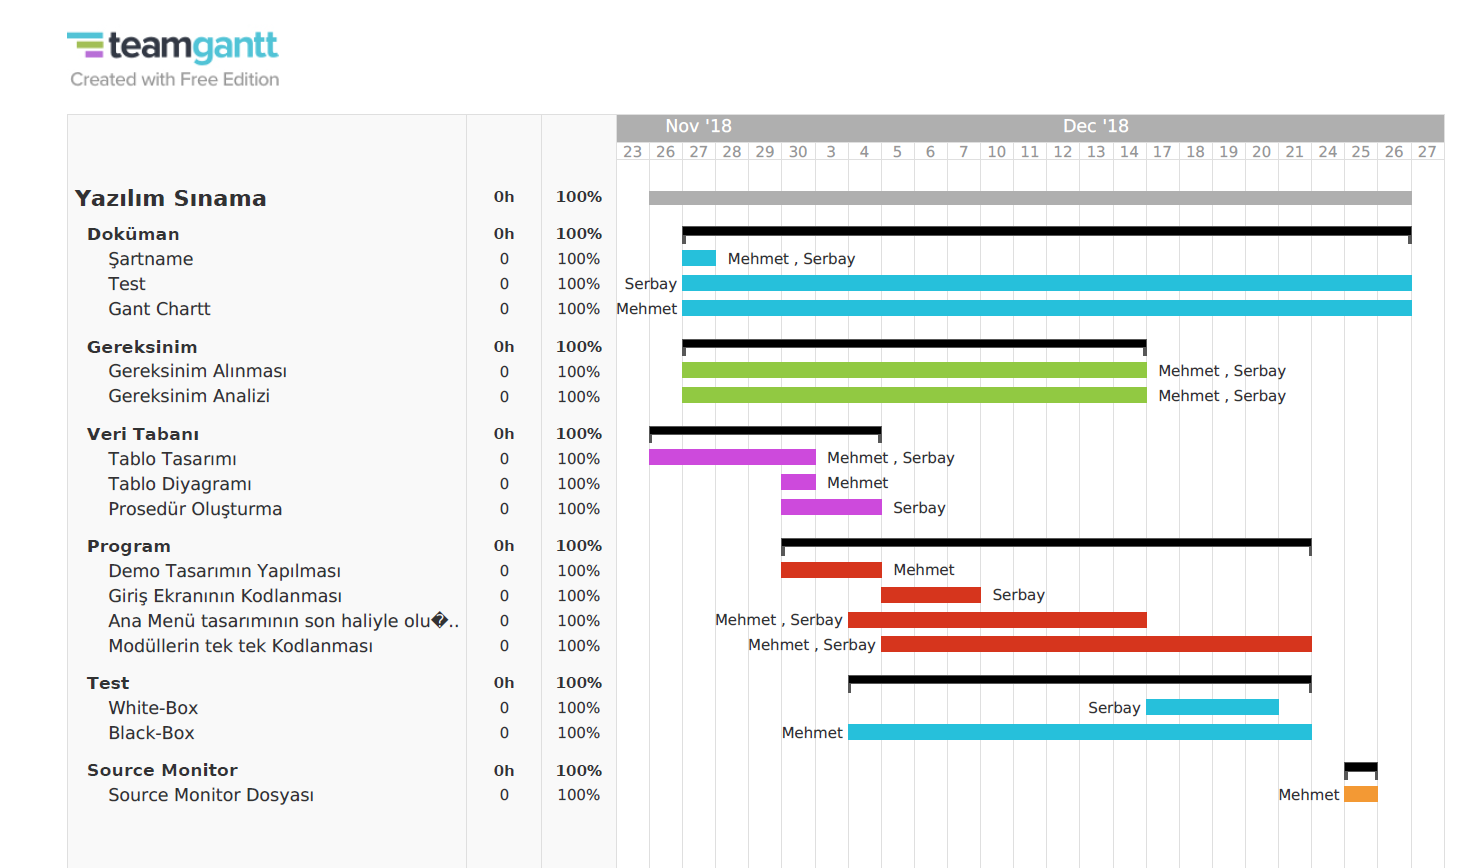 teamgantt
Created with Free Edition
Nov '18 Dec '18
23 26 27 28 29 30 3 4 5 6 7 10 11 12 13 14 17 18 19 20 21 24 25 26 27
Yazılım Sınama 0h 100%
Doküman 0h 100%
Şartname 0 100% Mehmet , Serbay
Test 0 100% Serbay
Gant Chartt 0 100% Mehmet
Gereksinim 0h 100%
Gereksinim Alınması 0 100% Mehmet , Serbay
Gereksinim Analizi 0 100% Mehmet , Serbay
Veri Tabanı 0h 100%
Tablo Tasarımı 0 100% Mehmet , Serbay
Tablo Diyagramı 0 100% Mehmet
Prosedür Oluşturma 0 100% Serbay
Program 0h 100%
Demo Tasarımın Yapılması 0 100% Mehmet
Giriş Ekranının Kodlanması 0 100% Serbay
Ana Menü tasarımının son haliyle olu�.. 0 100% Mehmet , Serbay
Modüllerin tek tek Kodlanması 0 100% Mehmet , Serbay
Test 0h 100%
White-Box 0 100% Serbay
Black-Box 0 100% Mehmet
Source Monitor 0h 100%
Source Monitor Dosyası 0 100% Mehmet